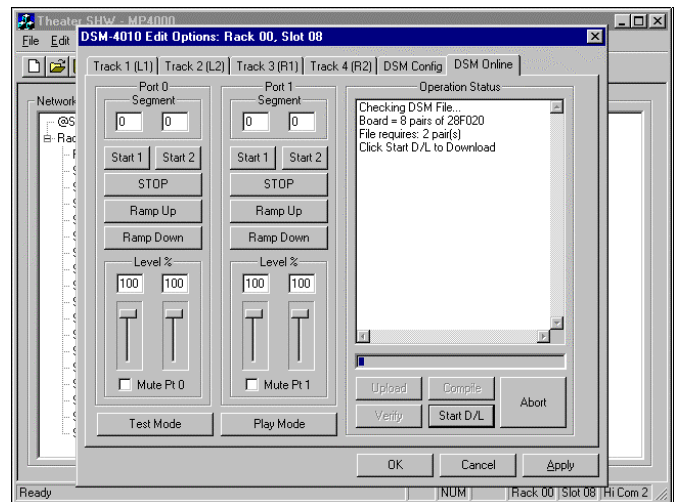 Theater SHW - MP4000
File Edit
DSM-4010 Edit Options: Rack 00, Slot 08
Track 1 (L1) Track 2 (L2) Track 3 (R1) Track 4 (R2) DSM Config DSM Online
Network
@S
Rac
Port 0
Segment
0 0
Start 1 Start 2
STOP
Ramp Up
Ramp Down
Level %
100 100
Mute Pt 0
Test Mode
Port 1
Segment
0 0
Start 1 Start 2
STOP
Ramp Up
Ramp Down
Level %
100 100
Mute Pt 1
Play Mode
Operation Status
Checking DSM File...
Board = 8 pairs of 28F020
File requires: 2 pair(s)
Click Start D/L to Download
Upload Compile
Verify Start D/L
Abort
OK Cancel Apply
Ready NUM Rack 00 Slot 08 Hi Com 2